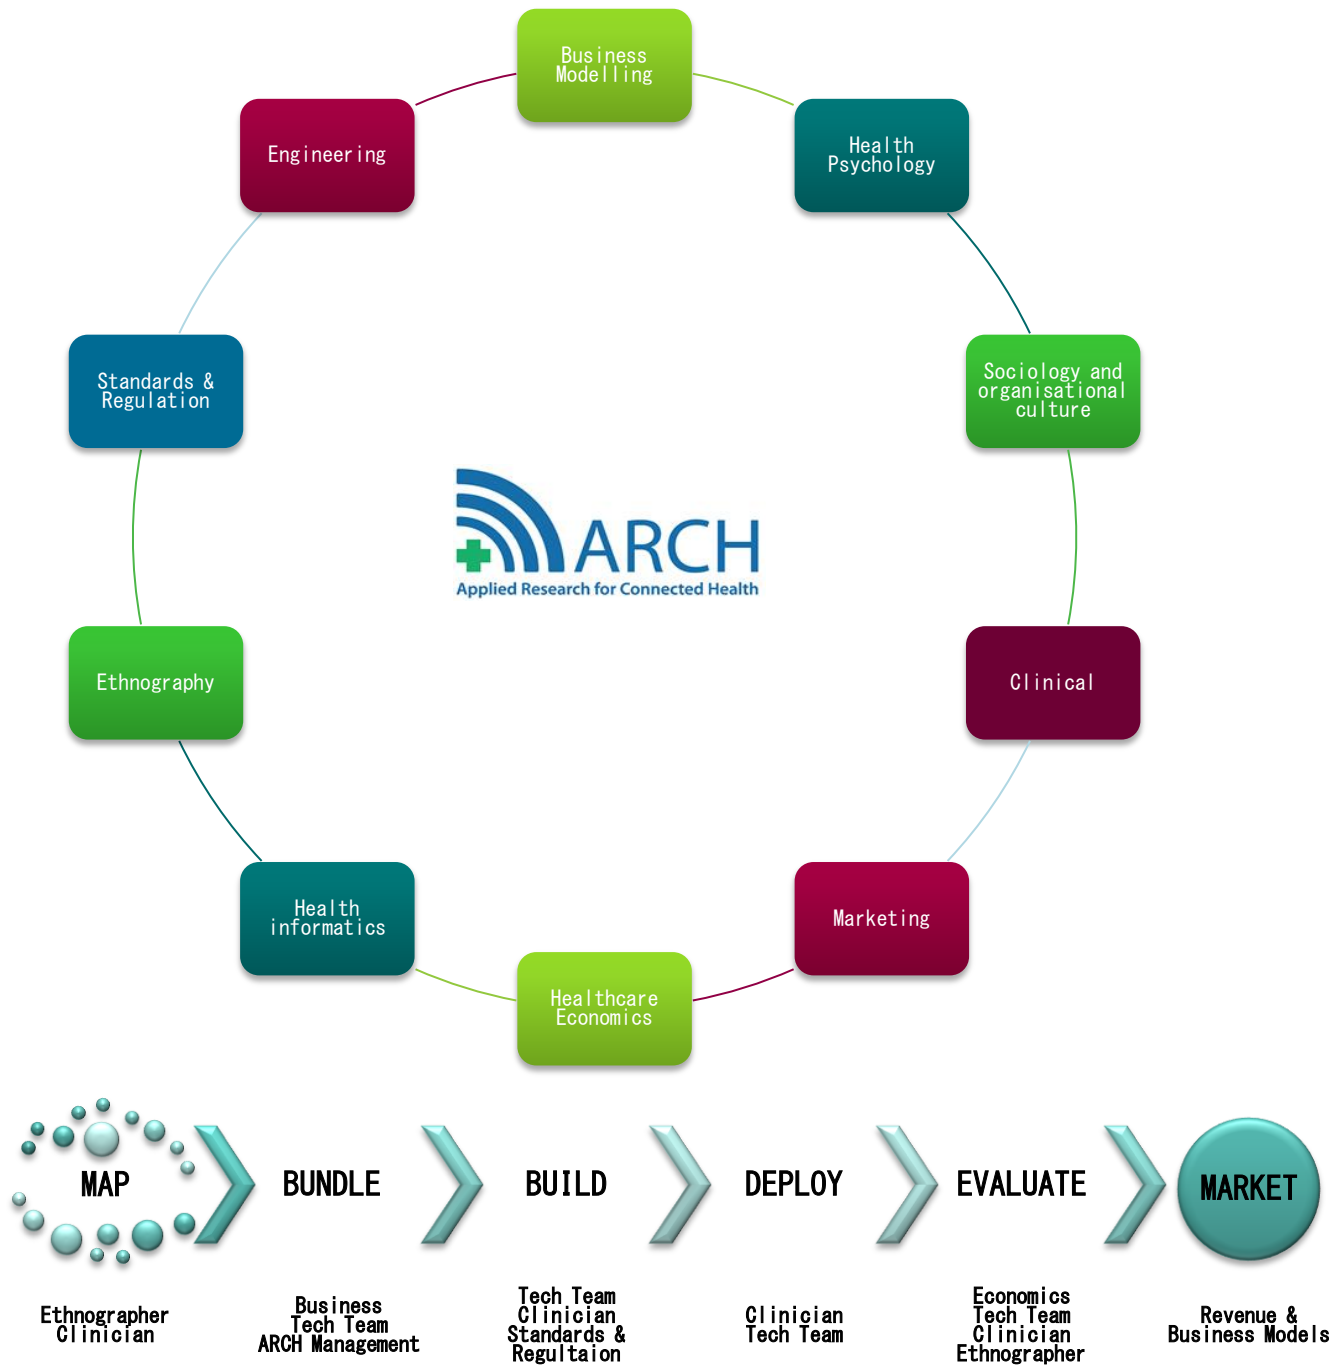 Business
Modelling
Engineering
Health
Psychology
Standards &
Regulation
Sociology and
organisational
culture
ARCH
Applied Research for Connected Health
Ethnography
Clinical
Health
informatics
Marketing
Healthcare
Economics
MAP
BUNDLE
BUILD
DEPLOY
EVALUATE
MARKET
Ethnographer
Clinician
Business
Tech Team
ARCH Management
Tech Team
Clinician
Standards &
Regultaion
Clinician
Tech Team
Economics
Tech Team
Clinician
Ethnographer
Revenue &
Business Models